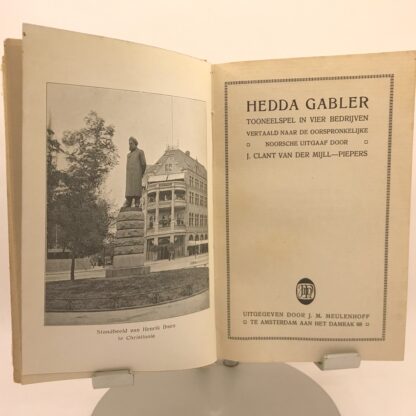 Standbeeld van Henrik Ibsen
te Christiania
HEDDA GABLER
TOONEELSPEL IN VIER BEDRIJVEN
VERTAALD NAAR DE OORSPRONKELIJKE
NOORSCHE UITGAAF DOOR
J. CLANT VAN DER MIJLL—PIEPERS
UITGEGEVEN DOOR J. M. MEULENHOFF
TE AMSTERDAM AAN HET DAMRAK 88